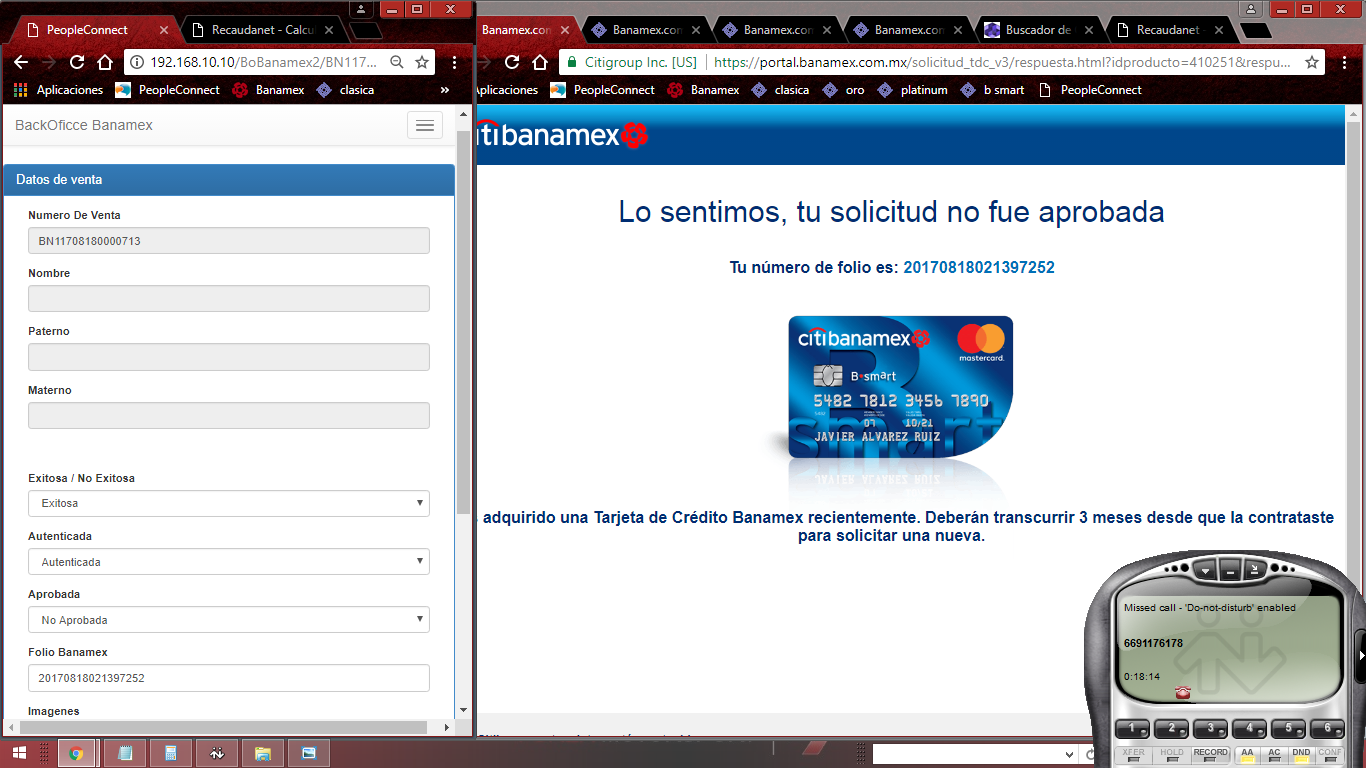 PeopleConnect
Recaudanet - Calcu
192.168.10.10/BoBanamex2/BN117...
Aplicaciones PeopleConnect Banamex clasica »
BackOficce Banamex
Datos de venta
Numero De Venta
BN11708180000713
Nombre
Paterno
Materno
Exitosa / No Exitosa
Exitosa
Autenticada
Autenticada
Aprobada
No Aprobada
Folio Banamex
20170818021397252
Imagenes
Banamex.con
Banamex.con
Banamex.con
Banamex.con
Buscador de
Recaudanet
Citigroup Inc. [US] https://portal.banamex.com.mx/solicitud_tdc_v3/respuesta.html?idproducto=410251&respu...
Aplicaciones PeopleConnect Banamex clasica oro platinum b smart PeopleConnect
citibanamex
Lo sentimos, tu solicitud no fue aprobada
Tu número de folio es: 20170818021397252
citibanamex
mastercard.
B•smart
5482 7812 3456 7890
5482
07 10/21
JAVIER ALVAREZ RUIZ
smart
adquirido una Tarjeta de Crédito Banamex recientemente. Deberán transcurrir 3 meses desde que la contrataste
para solicitar una nueva.
Missed call - 'Do-not-disturb' enabled
6691176178
0:18:14
1 2 3 4 5 6
XFER HOLD RECORD AA AC DND CONF